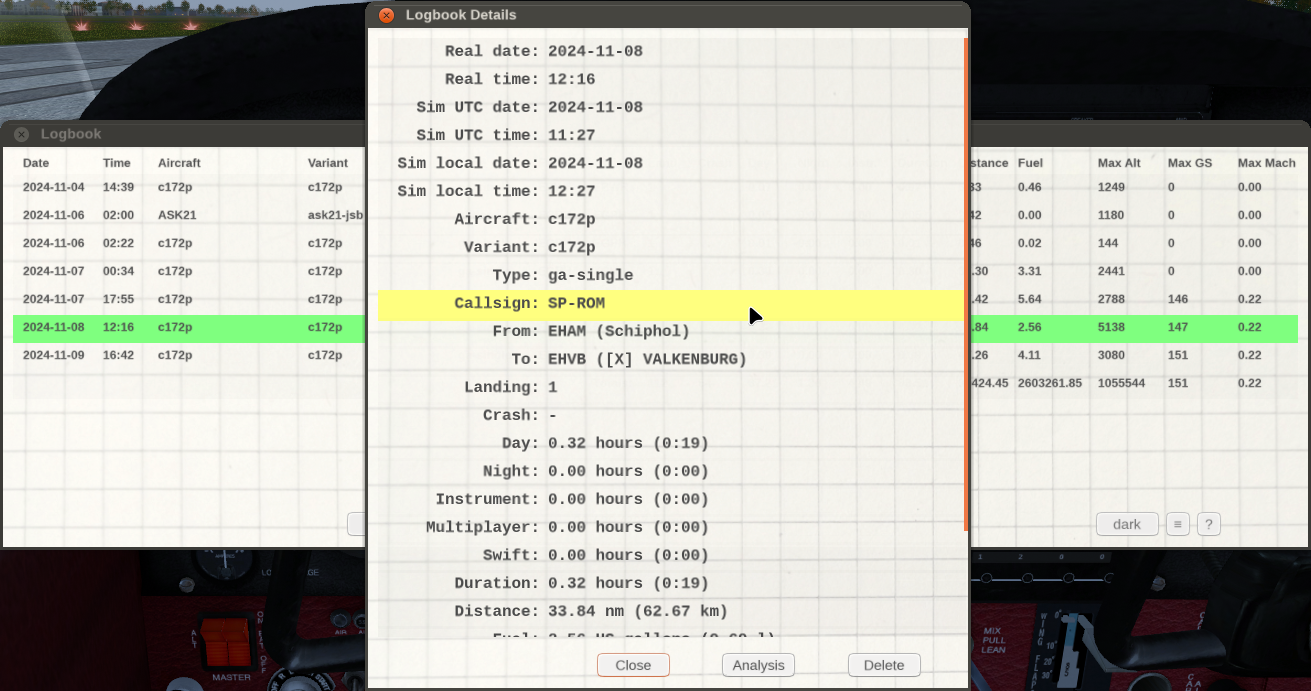 Logbook Details
Real date: 2024-11-08
Real time: 12:16
Sim UTC date: 2024-11-08
Sim UTC time: 11:27
Sim local date: 2024-11-08
Sim local time: 12:27
Aircraft: c172p
Variant: c172p
Type: ga-single
Callsign: SP-ROM
From: EHAM (Schiphol)
To: EHVB ([X] VALKENBURG)
Landing: 1
Crash: -
Day: 0.32 hours (0:19)
Night: 0.00 hours (0:00)
Instrument: 0.00 hours (0:00)
Multiplayer: 0.00 hours (0:00)
Swift: 0.00 hours (0:00)
Duration: 0.32 hours (0:19)
Distance: 33.84 nm (62.67 km)
Close Analysis Delete
Logbook
Date Time Aircraft Variant stance Fuel Max Alt Max GS Max Mach
2024-11-04 14:39 c172p c172p 33 0.46 1249 0 0.00
2024-11-06 02:00 ASK21 ask21-jsb 42 0.00 1180 0 0.00
2024-11-06 02:22 c172p c172p 46 0.02 144 0 0.00
2024-11-07 00:34 c172p c172p .30 3.31 2441 0 0.00
2024-11-07 17:55 c172p c172p .42 5.64 2788 146 0.22
2024-11-08 12:16 c172p c172p .84 2.56 5138 147 0.22
2024-11-09 16:42 c172p c172p .26 4.11 3080 151 0.22
424.45 2603261.85 1055544 151 0.22
dark ≡ ?
ALT
MASTER
AIR
MIX
PULL
LEAN
WING
FLAP
0°
10°
20°
30°